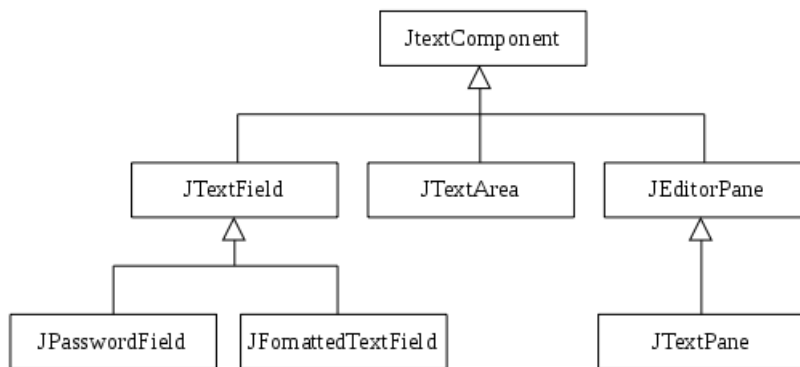 JtextComponent
JTextField
JTextArea
JEditorPane
JPasswordField
JFomattedTextField
JTextPane